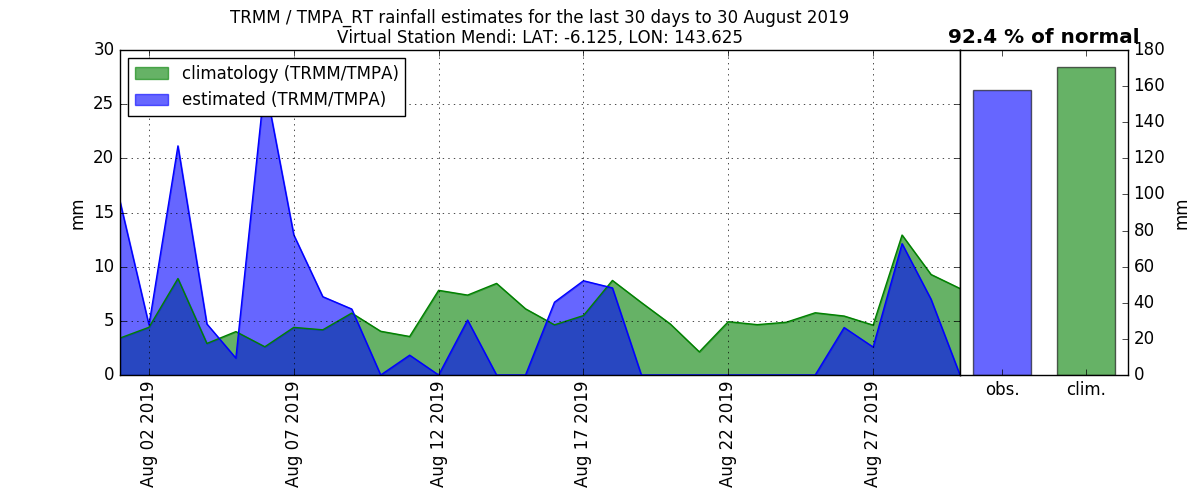 TRMM / TMPA_RT rainfall estimates for the last 30 days to 30 August 2019
Virtual Station Mendi: LAT: -6.125, LON: 143.625
92.4 % of normal
climatology (TRMM/TMPA)
estimated (TRMM/TMPA)
30
25
20
15
10
5
0
mm
Aug 02 2019
Aug 07 2019
Aug 12 2019
Aug 17 2019
Aug 22 2019
Aug 27 2019
180
160
140
120
100
80
60
40
20
0
mm
obs.
clim.